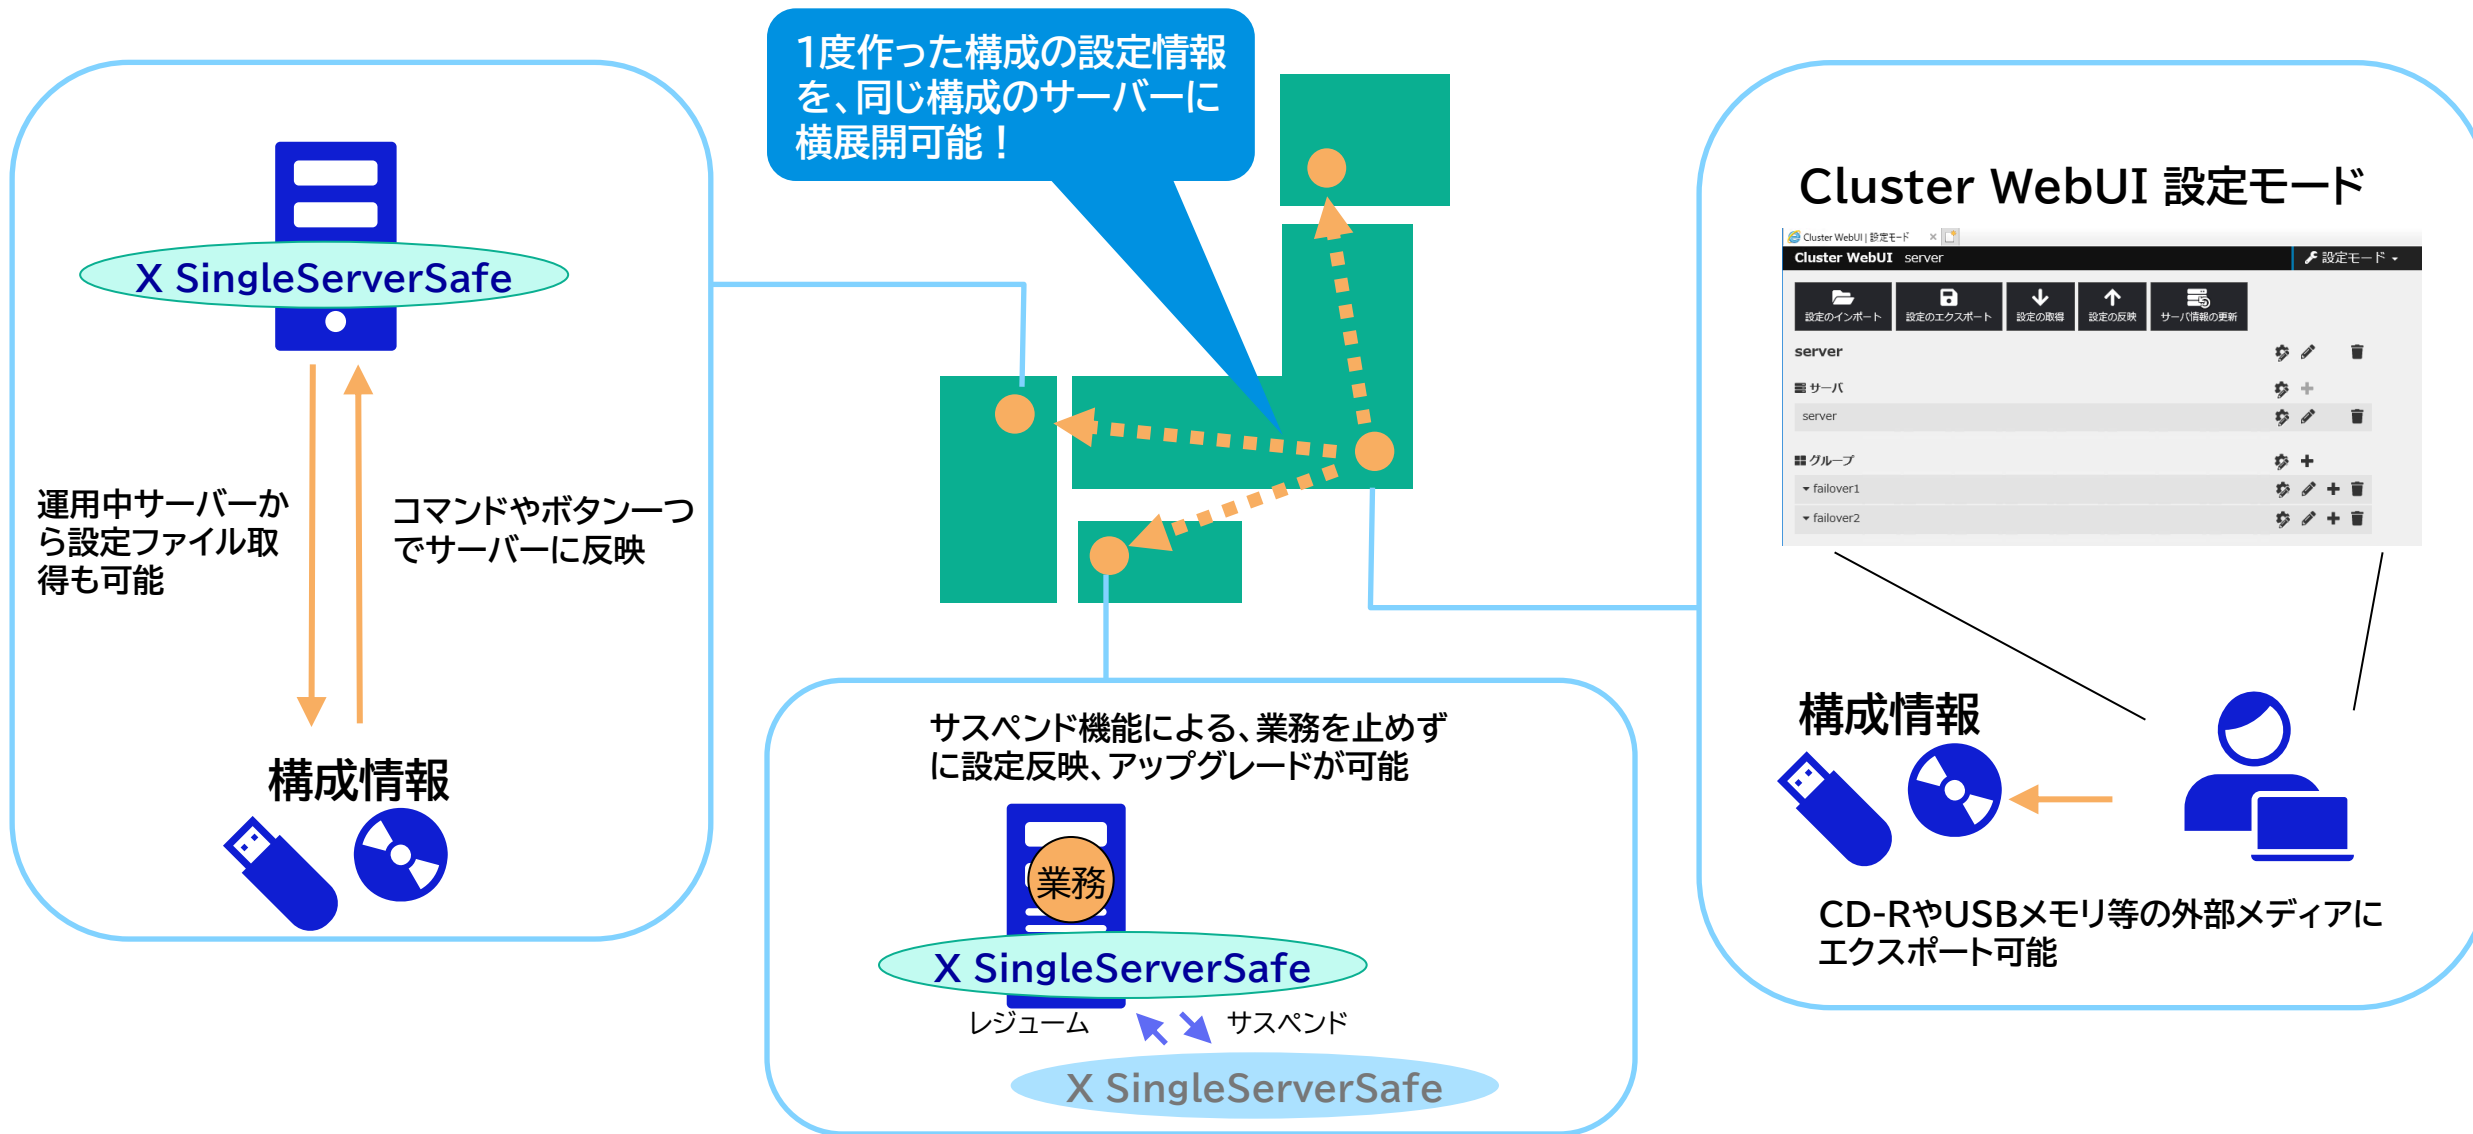 1度作った構成の設定情報
を、同じ構成のサーバーに
横展開可能！
X SingleServerSafe
運用中サーバーか
ら設定ファイル取
得も可能
コマンドやボタン一つ
でサーバーに反映
構成情報
サスペンド機能による、業務を止めず
に設定反映、アップグレードが可能
業務
X SingleServerSafe
レジューム
サスペンド
X SingleServerSafe
Cluster WebUI 設定モード
Cluster WebUI | 設定モード
Cluster WebUI server 設定モード
設定のインポート 設定のエクスポート 設定の取得 設定の反映 サーバ情報の更新
server
サーバ
server
グループ
failover1
failover2
構成情報
CD-RやUSBメモリ等の外部メディアに
エクスポート可能